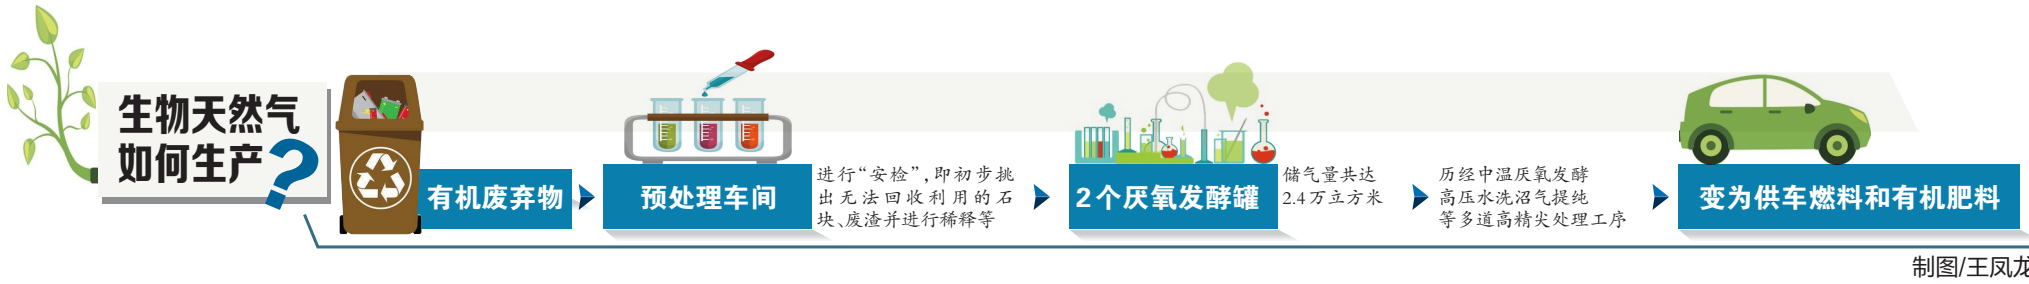 生物天然气
如何生产?
有机废弃物
预处理车间
进行“安检”,即初步挑
出无法回收利用的石
块、废渣并进行稀释等
2个厌氧发酵罐
储气量共达
2.4万立方米
历经中温厌氧发酵
高压水洗沼气提纯
等多道高精尖处理工序
变为供车燃料和有机肥料
制图/王凤龙